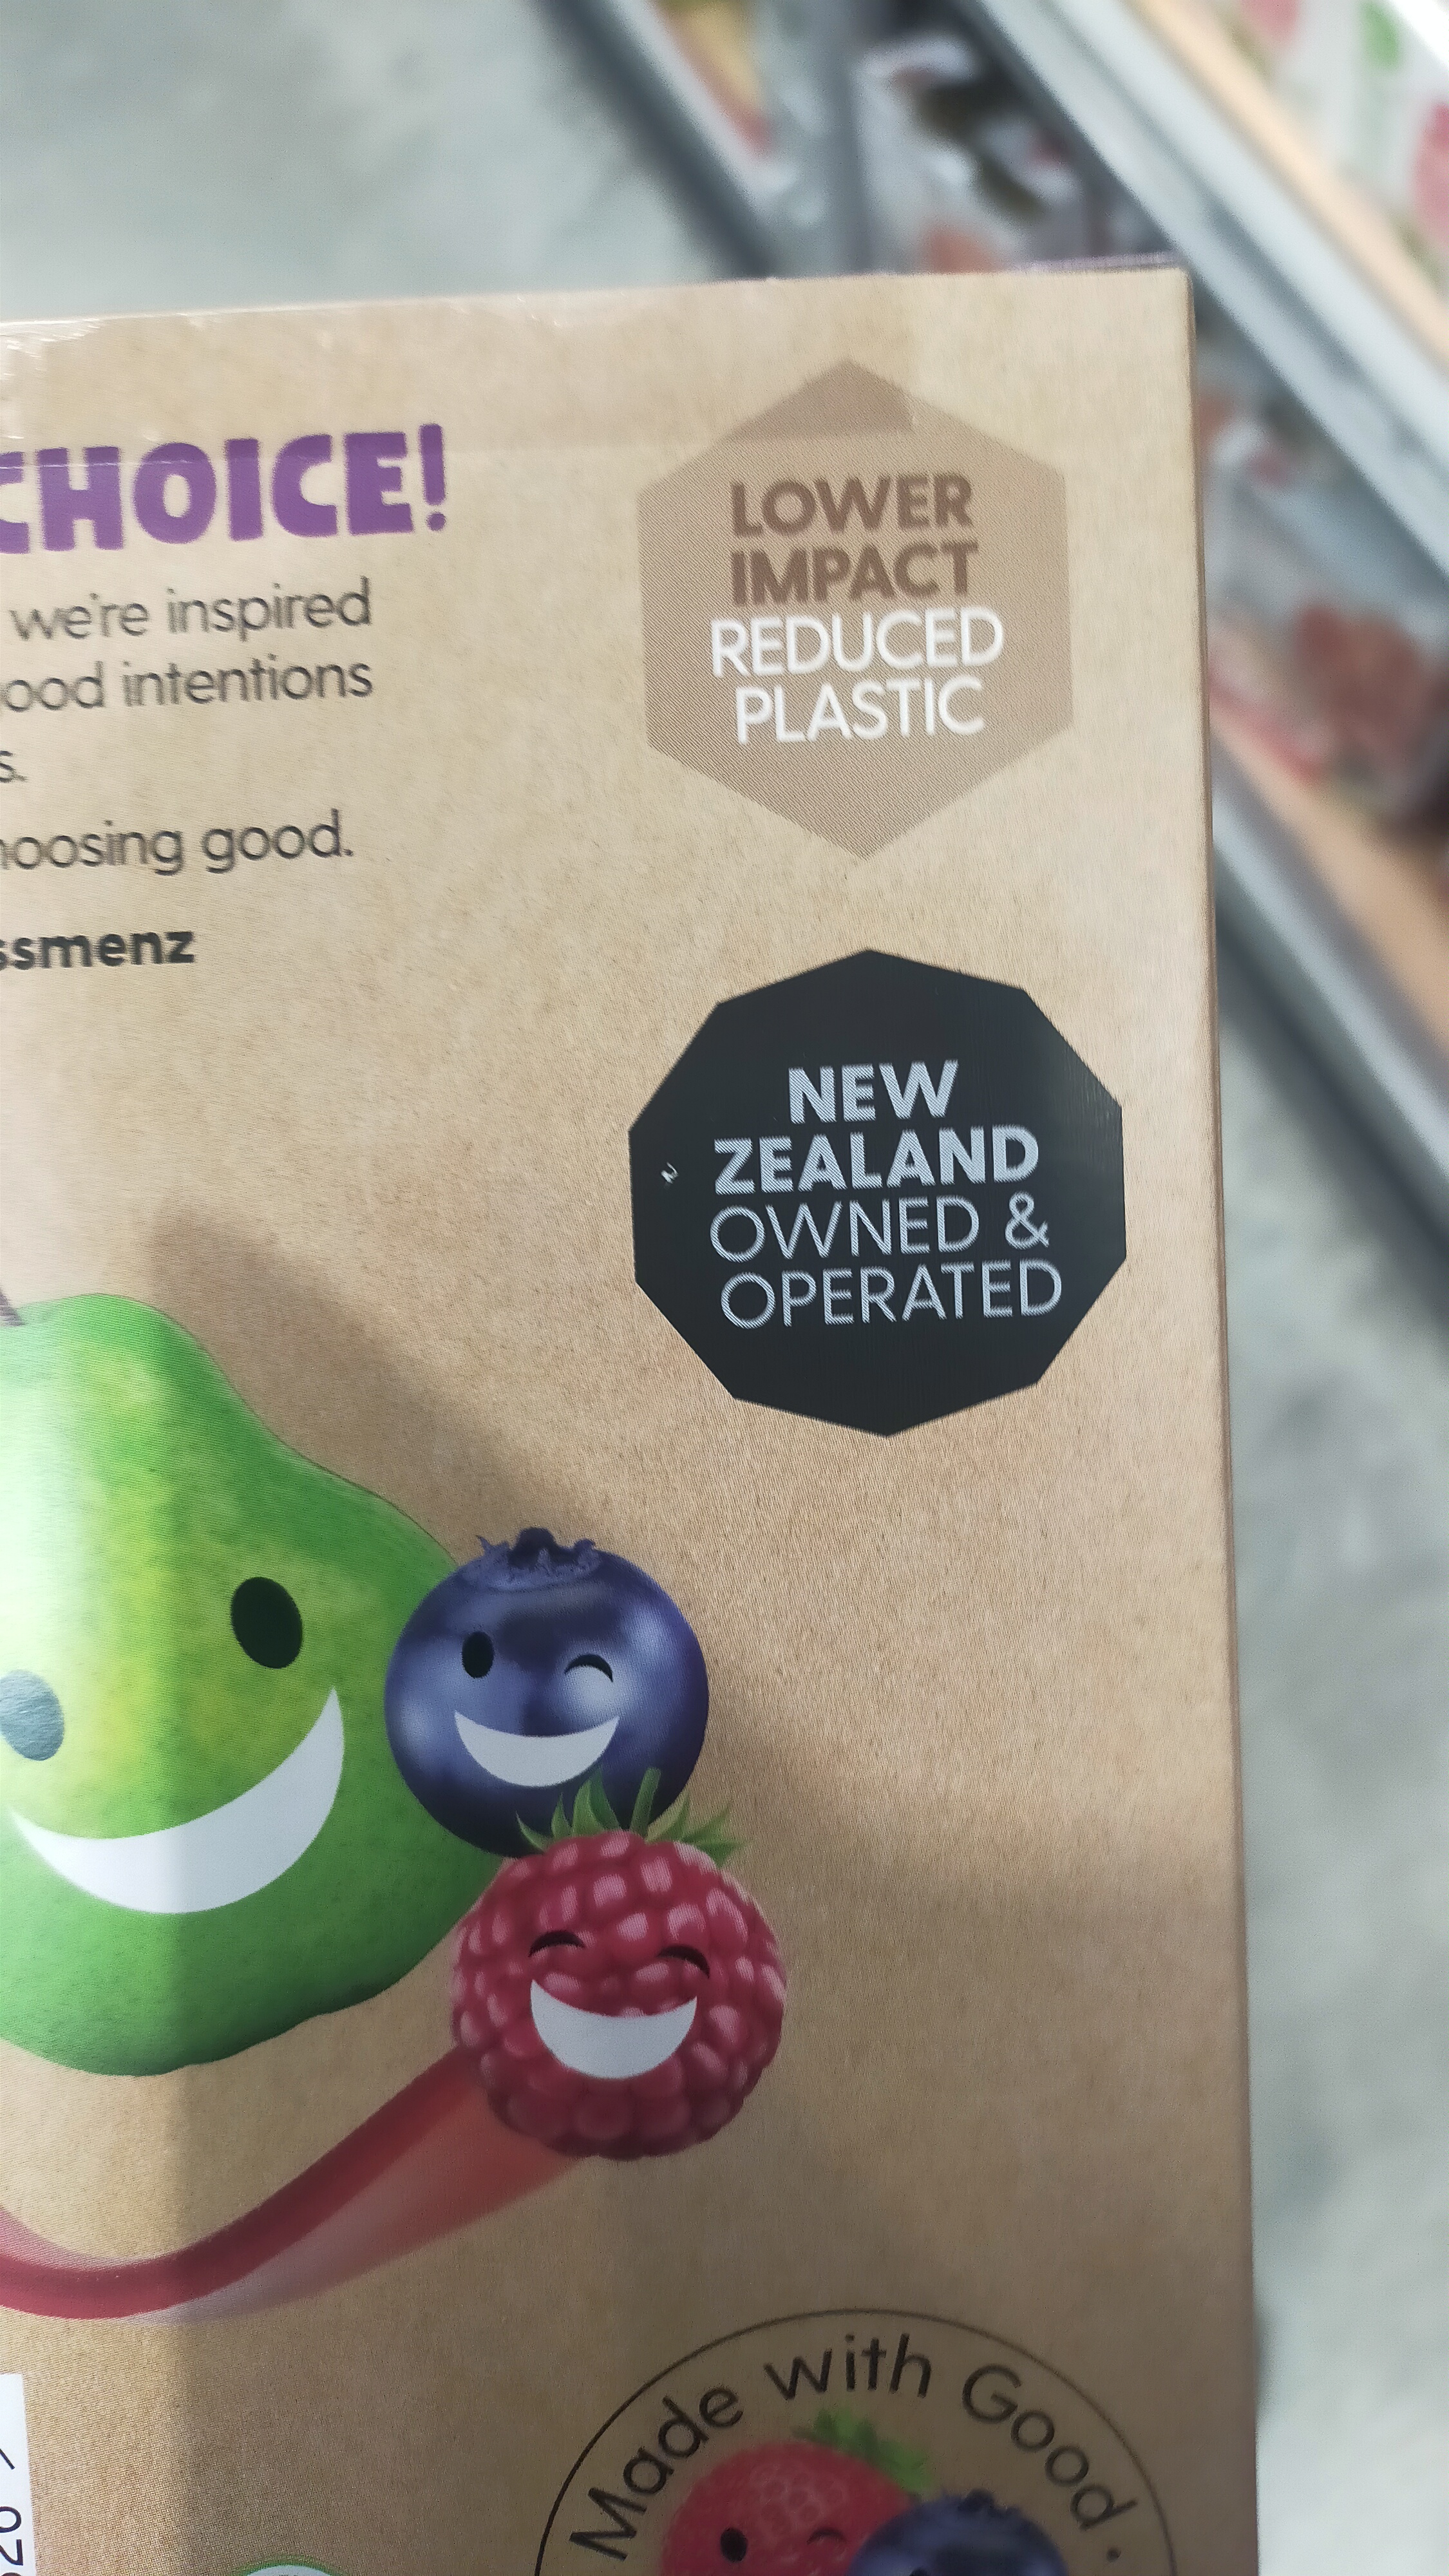 CHOICE!
we're inspired
good intentions
s.
hoosing good.
ssmenz
LOWER
IMPACT
REDUCED
PLASTIC
NEW
ZEALAND
OWNED &
OPERATED
Made with Good •